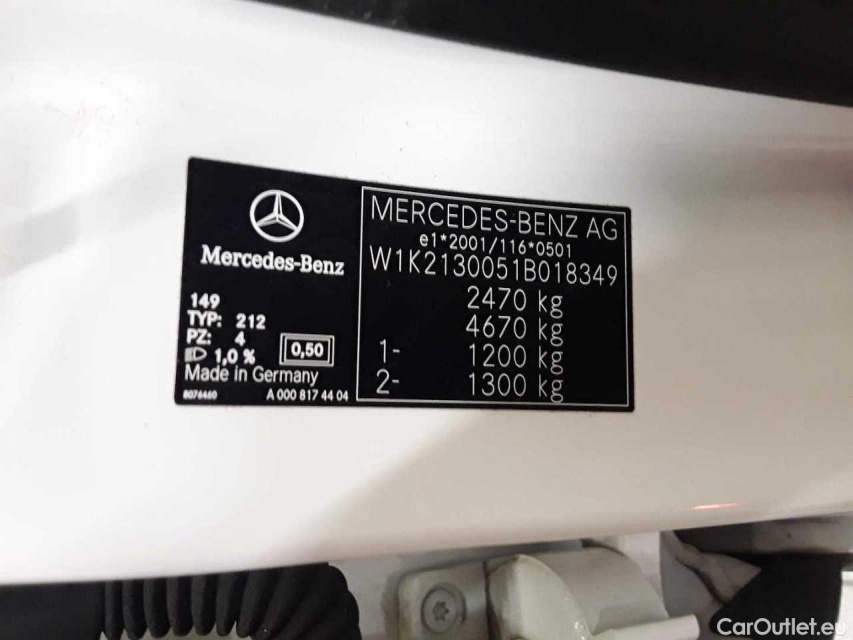 Mercedes-Benz
149
TYP: 212
PZ: 4
1,0 %
0,50
Made in Germany
8076460 A 000 817 44 04
MERCEDES-BENZ AG
e1*2001/116*0501
W1K2130051B018349
2470 kg
4670 kg
1- 1200 kg
2- 1300 kg
CarOutlet.eu